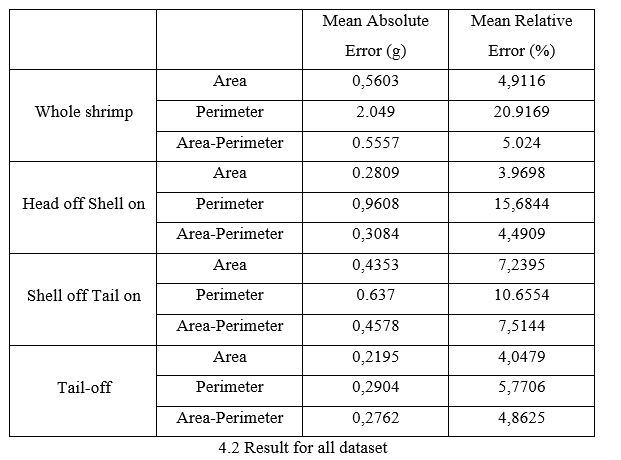 Mean Absolute Error (g) Mean Relative Error (%)
Whole shrimp Area 0,5603 4,9116
Perimeter 2.049 20.9169
Area-Perimeter 0.5557 5.024
Head off Shell on Area 0.2809 3.9698
Perimeter 0,9608 15,6844
Area-Perimeter 0,3084 4,4909
Shell off Tail on Area 0,4353 7,2395
Perimeter 0.637 10.6554
Area-Perimeter 0,4578 7,5144
Tail-off Area 0,2195 4,0479
Perimeter 0,2904 5,7706
Area-Perimeter 0,2762 4,8625
4.2 Result for all dataset